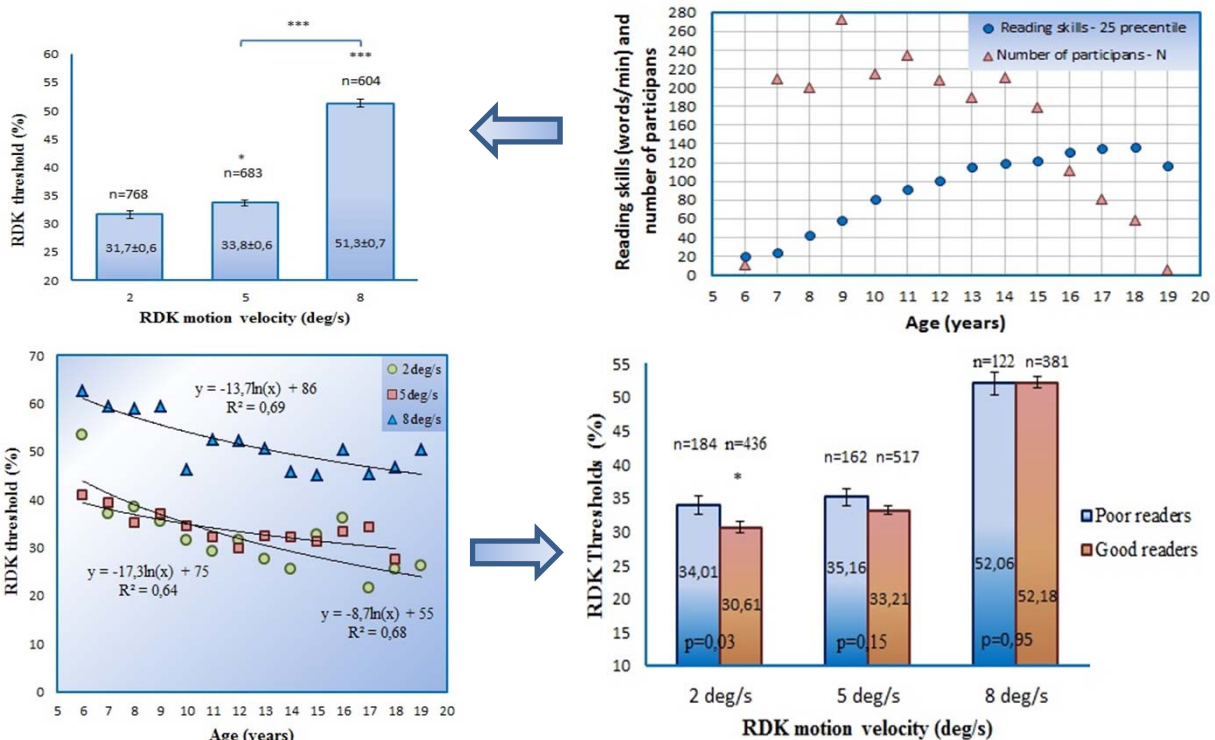 ***
***
n=604
*
n=683
n=768
60
55
50
45
40
35
30
25
20
RDK threshold (%)
31,7±0,6
33,8±0,6
51,3±0,7
2 5 8
RDK motion velocity (deg/s)
280
260
240
220
200
180
160
140
120
100
80
60
40
20
0
Reading skills (words/min) and
number of participants
Reading skills - 25 precentile
Number of participans - N
5 6 7 8 9 10 11 12 13 14 15 16 17 18 19 20
Age (years)
70
60
50
40
30
20
10
0
RDK threshold (%)
y = -13,7ln(x) + 86
R² = 0,69
2 deg/s
5 deg/s
8 deg/s
y = -17,3ln(x) + 75
R² = 0,64
y = -8,7ln(x) + 55
R² = 0,68
5 6 7 8 9 10 11 12 13 14 15 16 17 18 19 20
Age (years)
55
50
45
40
35
30
25
20
15
10
RDK Thresholds (%)
n=184 n=436
*
n=162 n=517
n=122 n=381
34,01
30,61
p=0,03
35,16
33,21
p=0,15
52,06
52,18
p=0,95
Poor readers
Good readers
2 deg/s 5 deg/s 8 deg/s
RDK motion velocity (deg/s)